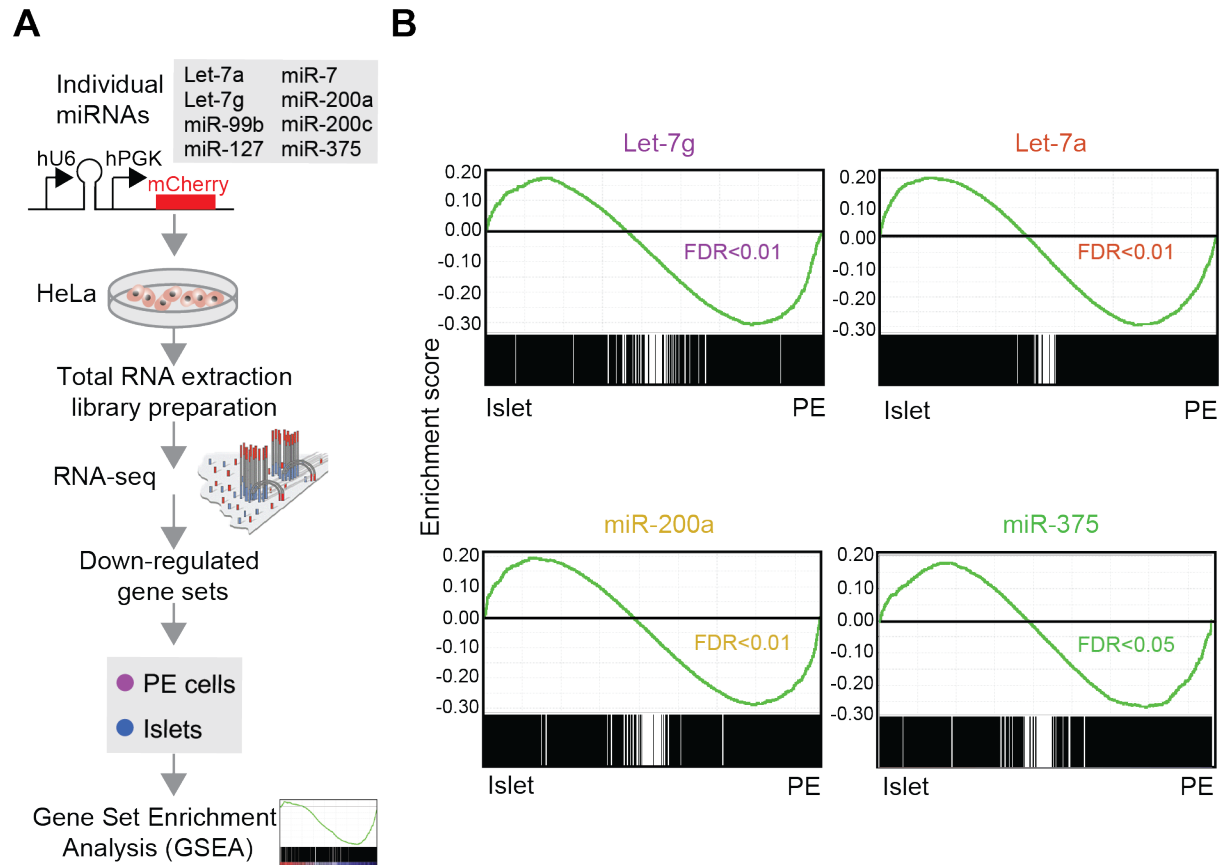 A
Individual
miRNAs
Let-7a miR-7
Let-7g miR-200a
miR-99b miR-200c
miR-127 miR-375
hU6 hPGK
mCherry
HeLa
Total RNA extraction
library preparation
RNA-seq
Down-regulated
gene sets
PE cells
Islets
Gene Set Enrichment
Analysis (GSEA)
B
Enrichment score
Let-7g
0.20
0.10
0.00
-0.10
-0.20
-0.30
FDR<0.01
Islet PE
Let-7a
0.20
0.10
0.00
-0.10
-0.20
-0.30
FDR<0.01
Islet PE
miR-200a
0.20
0.10
0.00
-0.10
-0.20
-0.30
FDR<0.01
Islet PE
miR-375
0.20
0.10
0.00
-0.10
-0.20
-0.30
FDR<0.05
Islet PE